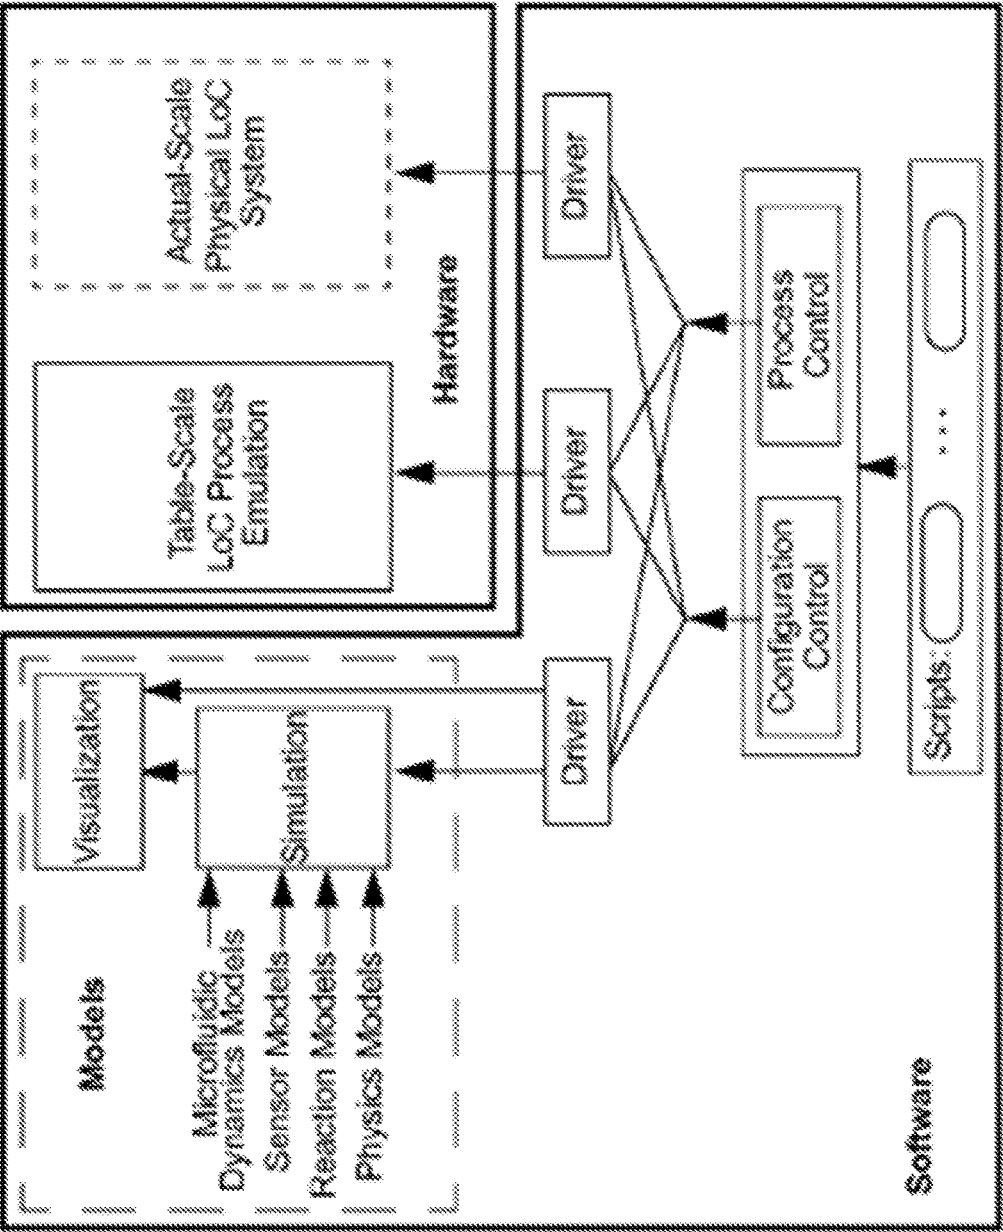 Models
Visualization
Microfluidic
Dynamics Models
Sensor Models
Reaction Models
Physics Models
Simulation
Table-Scale
LoC Process
Emulation
Actual-Scale
Physical LoC
System
Hardware
Driver
Driver
Driver
Configuration
Control
Process
Control
Scripts:
...
Software